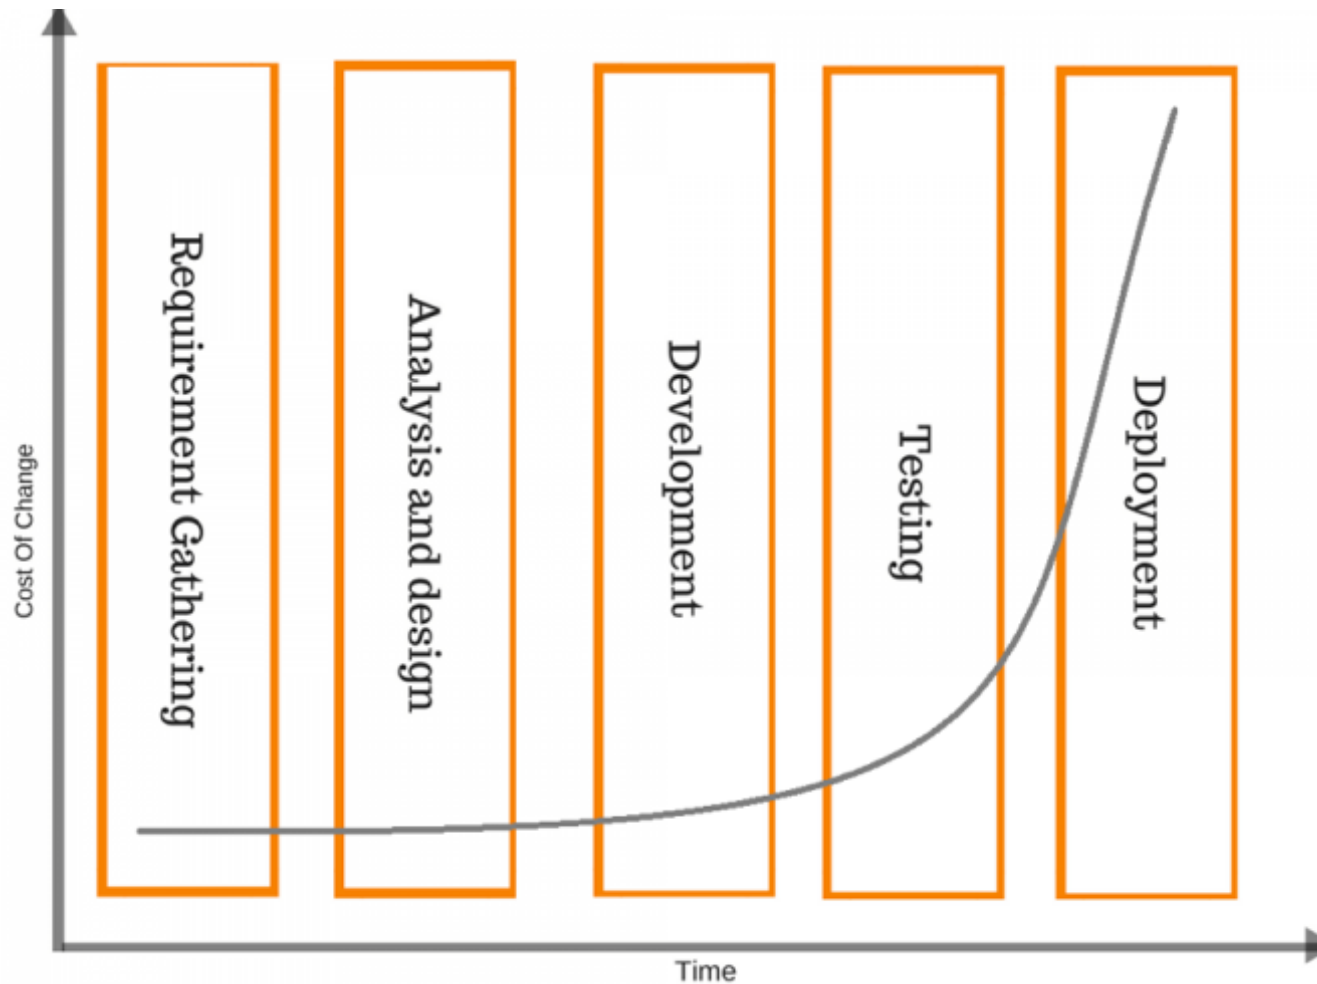 Cost Of Change
Requirement Gathering
Analysis and design
Development
Testing
Deployment
Time